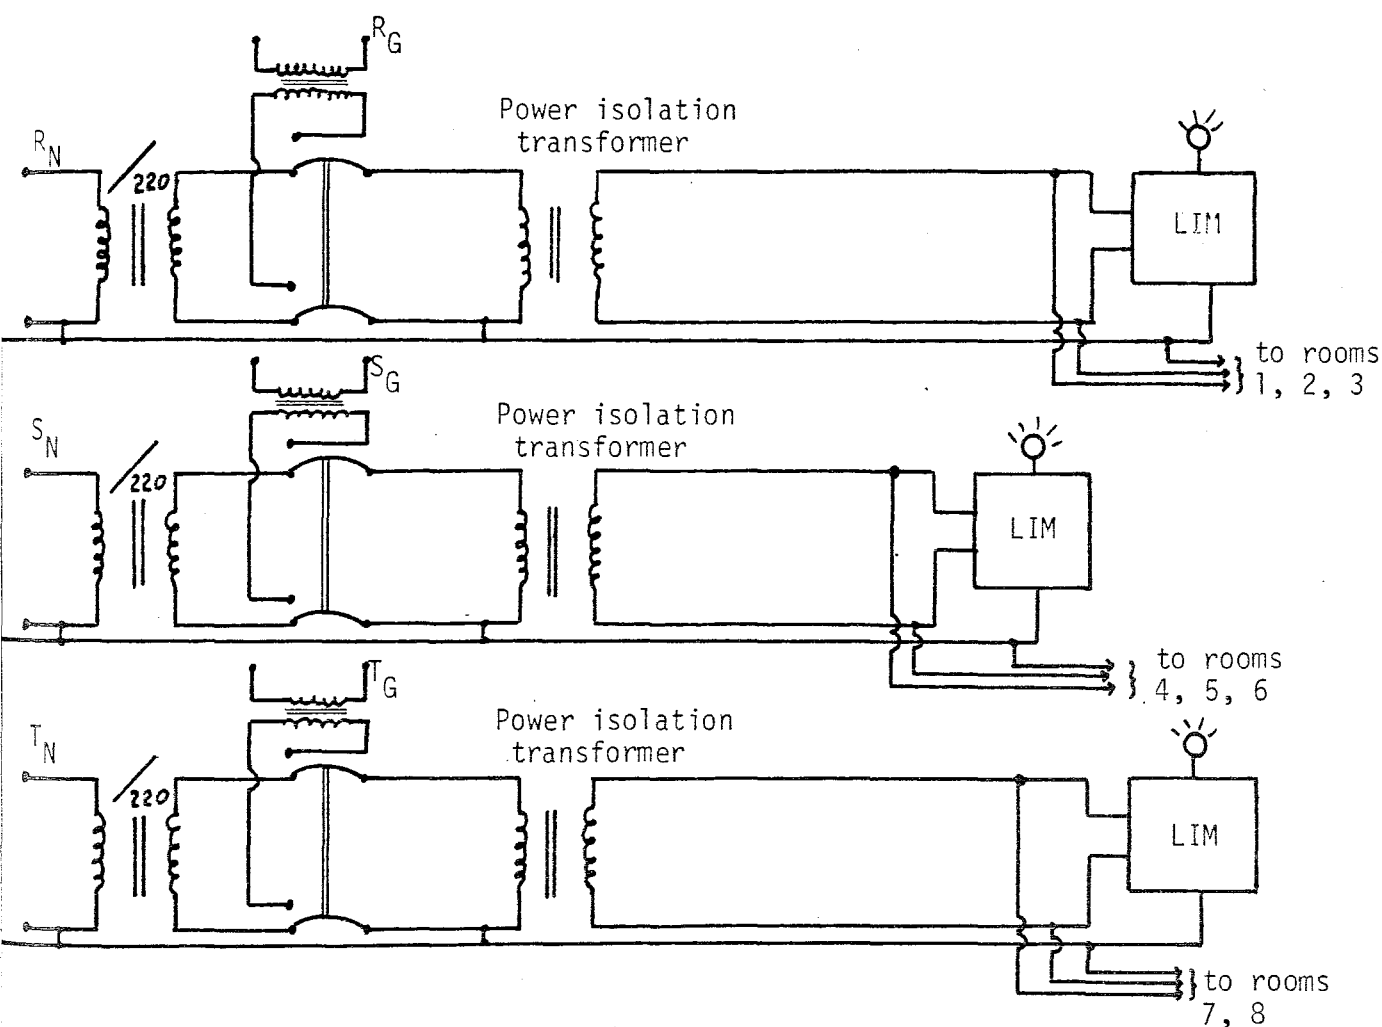 R_G
Power isolation
transformer
R_N
220
LIM
to rooms
1, 2, 3
S_G
Power isolation
transformer
S_N
220
LIM
to rooms
4, 5, 6
T_G
Power isolation
transformer
T_N
220
LIM
to rooms
7, 8